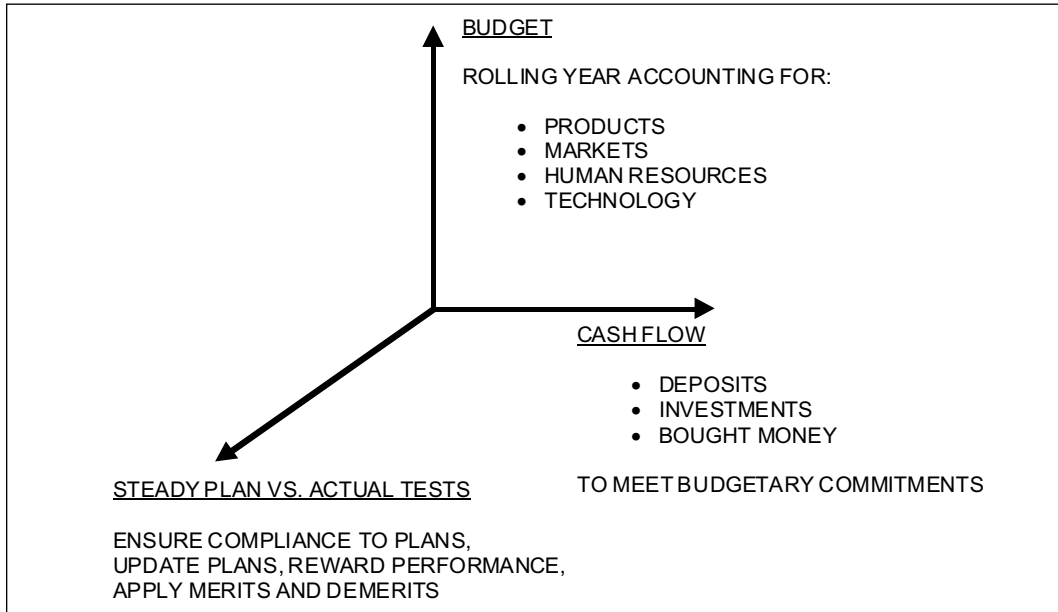 BUDGET
ROLLING YEAR ACCOUNTING FOR:
• PRODUCTS
• MARKETS
• HUMAN RESOURCES
• TECHNOLOGY
CASH FLOW
• DEPOSITS
• INVESTMENTS
• BOUGHT MONEY
TO MEET BUDGETARY COMMITMENTS
STEADY PLAN VS. ACTUAL TESTS
ENSURE COMPLIANCE TO PLANS,
UPDATE PLANS, REWARD PERFORMANCE,
APPLY MERITS AND DEMERITS